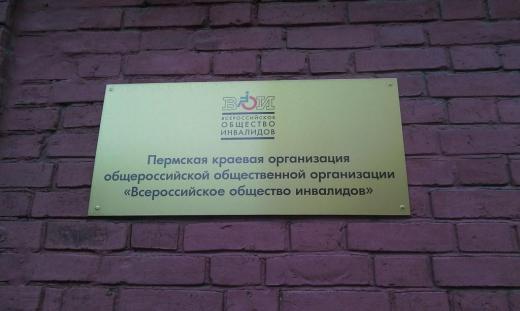 ВОИ
ВСЕРОССИЙСКОЕ
ОБЩЕСТВО
ИНВАЛИДОВ
Пермская краевая организация
общероссийской общественной организации
«Всероссийское общество инвалидов»